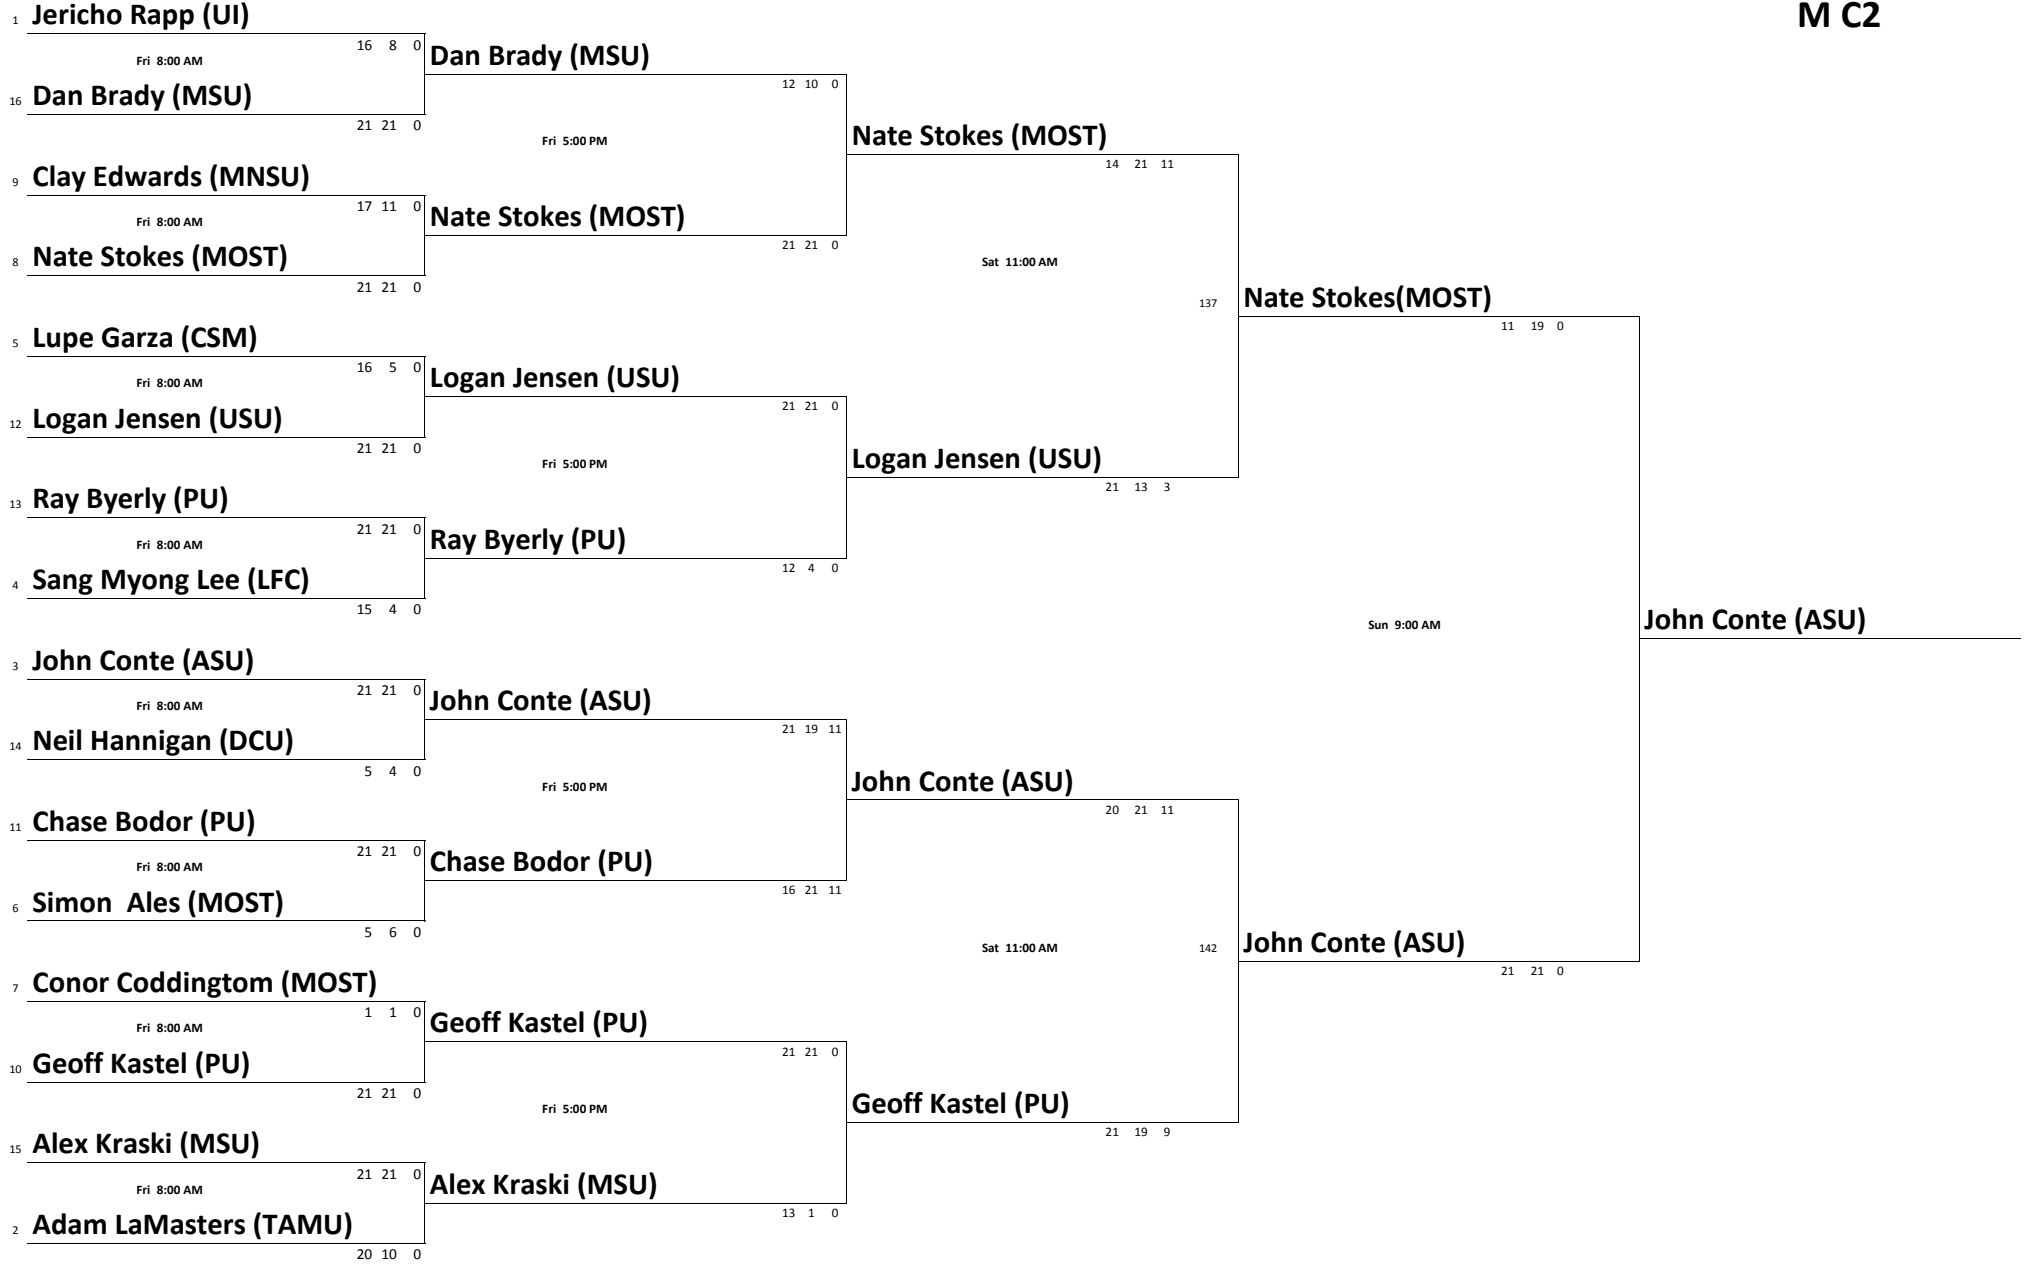 M C2
1 Jericho Rapp (UI)
16 8 0
Fri 8:00 AM
Dan Brady (MSU)
12 10 0
16 Dan Brady (MSU)
21 21 0
Fri 5:00 PM
Nate Stokes (MOST)
14 21 11
9 Clay Edwards (MNSU)
17 11 0
Fri 8:00 AM
Nate Stokes (MOST)
21 21 0
8 Nate Stokes (MOST)
21 21 0
Sat 11:00 AM
137
Nate Stokes(MOST)
11 19 0
5 Lupe Garza (CSM)
16 5 0
Fri 8:00 AM
Logan Jensen (USU)
21 21 0
12 Logan Jensen (USU)
21 21 0
Fri 5:00 PM
Logan Jensen (USU)
21 13 3
13 Ray Byerly (PU)
21 21 0
Fri 8:00 AM
Ray Byerly (PU)
12 4 0
4 Sang Myong Lee (LFC)
15 4 0
Sun 9:00 AM
John Conte (ASU)
3 John Conte (ASU)
21 21 0
Fri 8:00 AM
John Conte (ASU)
21 19 11
14 Neil Hannigan (DCU)
5 4 0
Fri 5:00 PM
John Conte (ASU)
20 21 11
11 Chase Bodor (PU)
21 21 0
Fri 8:00 AM
Chase Bodor (PU)
16 21 11
6 Simon Ales (MOST)
5 6 0
Sat 11:00 AM
142
John Conte (ASU)
21 21 0
7 Conor Coddingtom (MOST)
1 1 0
Fri 8:00 AM
Geoff Kastel (PU)
21 21 0
10 Geoff Kastel (PU)
21 21 0
Fri 5:00 PM
Geoff Kastel (PU)
21 19 9
15 Alex Kraski (MSU)
21 21 0
Fri 8:00 AM
Alex Kraski (MSU)
13 1 0
2 Adam LaMasters (TAMU)
20 10 0